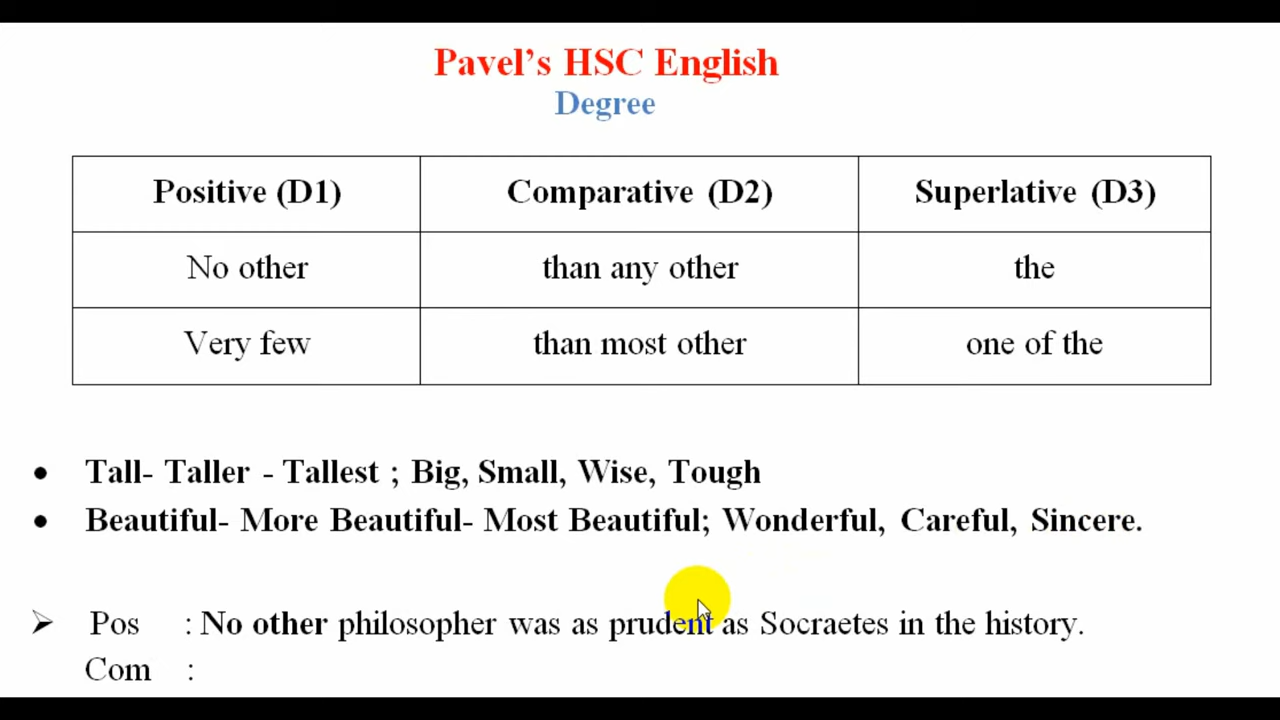 Pavel’s HSC English
Degree
Positive (D1) Comparative (D2) Superlative (D3)
No other than any other the
Very few than most other one of the
• Tall- Taller - Tallest ; Big, Small, Wise, Tough
• Beautiful- More Beautiful- Most Beautiful; Wonderful, Careful, Sincere.
➢ Pos : No other philosopher was as prudent as Socraetes in the history.
Com :